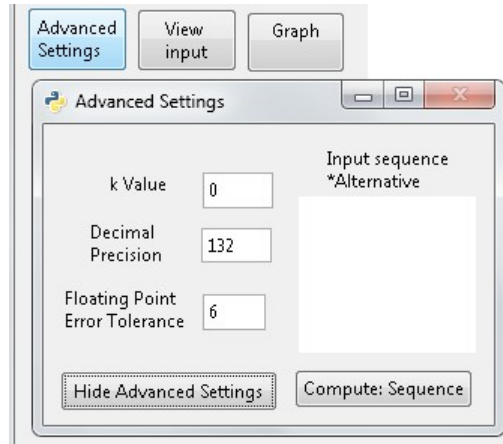 Advanced
Settings
View
input
Graph
Advanced Settings
k Value
0
Decimal
Precision
132
Floating Point
Error Tolerance
6
Input sequence
*Alternative
Hide Advanced Settings
Compute: Sequence